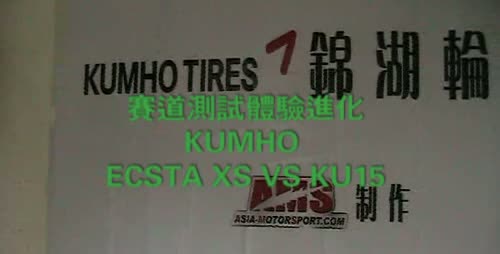 KUMHO TIRES 錦湖輪
賽道測試體驗進化
KUMHO
ECSTA XS VS KU15
AMS 製作
ASIA-MOTORSPORT.COM